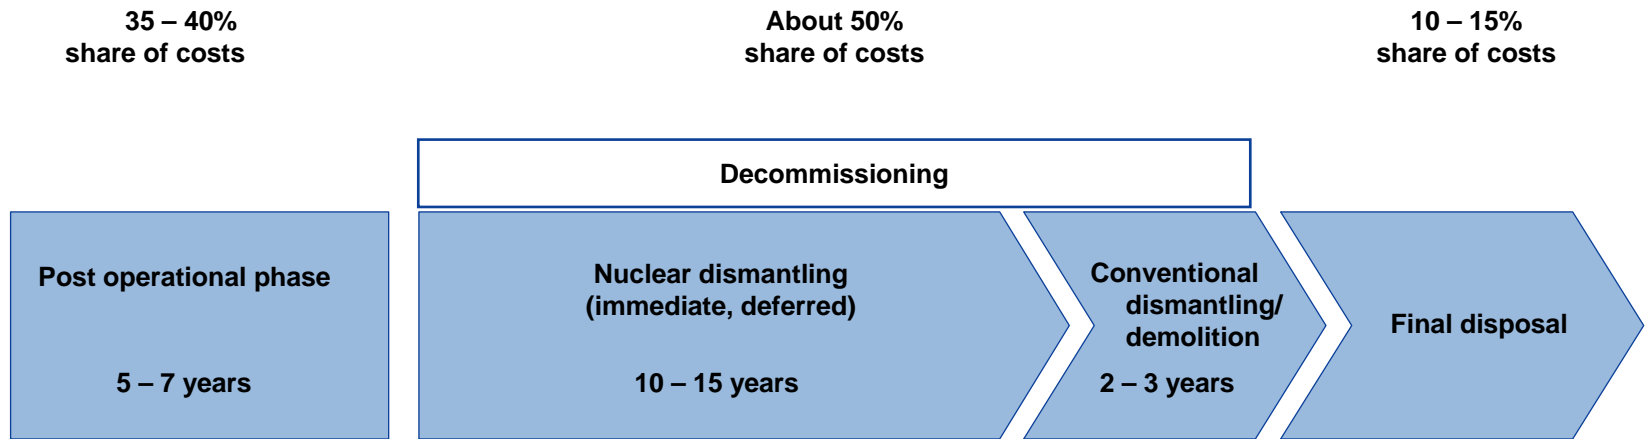 35 – 40%
share of costs
About 50%
share of costs
10 – 15%
share of costs
Decommissioning
Post operational phase
5 – 7 years
Nuclear dismantling
(immediate, deferred)
10 – 15 years
Conventional
dismantling/
demolition
2 – 3 years
Final disposal